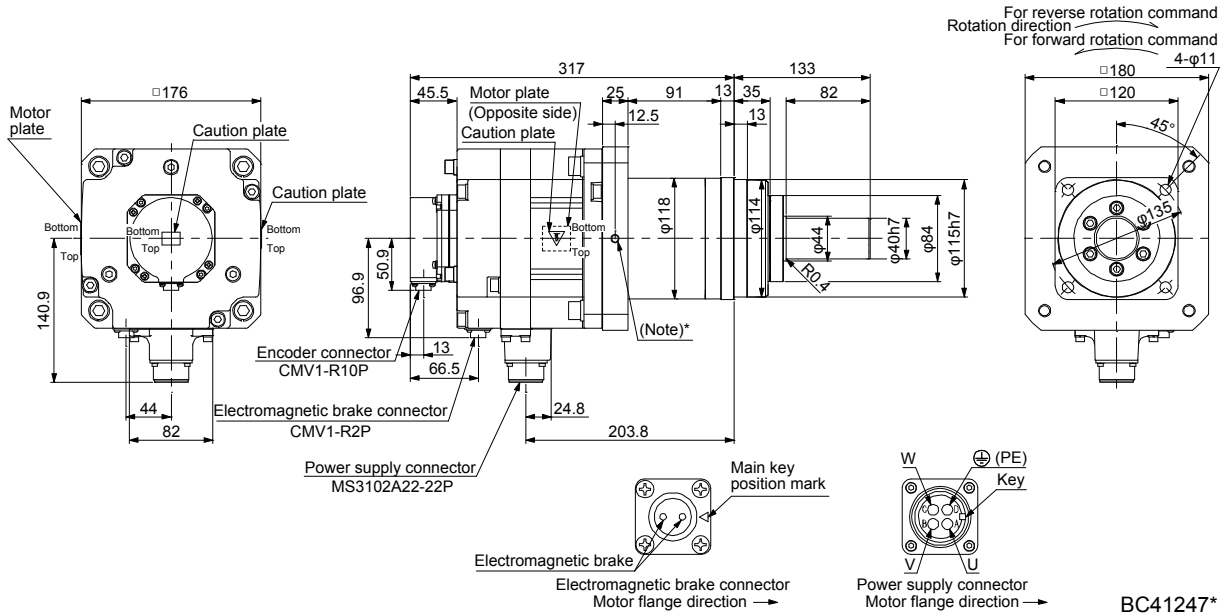 For reverse rotation command
Rotation direction
For forward rotation command
4-φ11
□176
Motor
plate
Caution plate
Caution plate
Bottom
Top
Bottom
Top
Bottom
Top
140.9
44
82
317
133
45.5
Motor plate
(Opposite side)
Caution plate
25
91
13
35
82
12.5
13
Bottom
Top
φ118
φ114
φ44
φ40h7
φ84
φ115h7
R0.4
96.9
50.9
(Note)*
13
Encoder connector
CMV1-R10P
66.5
Electromagnetic brake connector
CMV1-R2P
24.8
203.8
Power supply connector
MS3102A22-22P
□180
□120
45°
φ135
Main key
position mark
Electromagnetic brake
Electromagnetic brake connector
Motor flange direction →
W
(PE)
Key
C
D
B
A
V
U
Power supply connector
Motor flange direction →
BC41247*